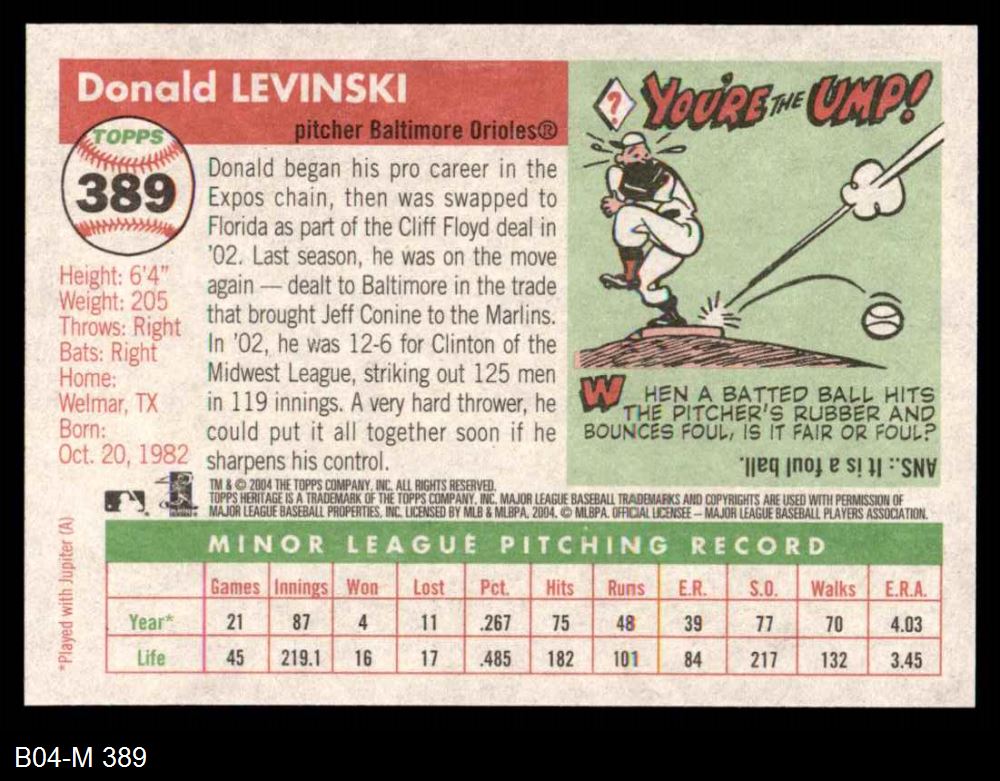 Donald LEVINSKI
pitcher Baltimore Orioles®
TOPPS
389
Height: 6'4"
Weight: 205
Throws: Right
Bats: Right
Home:
Welmar, TX
Born:
Oct. 20, 1982
Donald began his pro career in the
Expos chain, then was swapped to
Florida as part of the Cliff Floyd deal in
'02. Last season, he was on the move
again — dealt to Baltimore in the trade
that brought Jeff Conine to the Marlins.
In '02, he was 12-6 for Clinton of the
Midwest League, striking out 125 men
in 119 innings. A very hard thrower, he
could put it all together soon if he
sharpens his control.
? YOU'RE THE UMP!
WHEN A BATTED BALL HITS
THE PITCHER'S RUBBER AND
BOUNCES FOUL, IS IT FAIR OR FOUL?
ANS.: It is a foul ball.
TM & © 2004 THE TOPPS COMPANY, INC. ALL RIGHTS RESERVED.
TOPPS HERITAGE IS A TRADEMARK OF THE TOPPS COMPANY, INC. MAJOR LEAGUE BASEBALL TRADEMARKS AND COPYRIGHTS ARE USED WITH PERMISSION OF
MAJOR LEAGUE BASEBALL PROPERTIES, INC. LICENSED BY MLB & MLBPA, 2004. © MLBPA. OFFICIAL LICENSEE – MAJOR LEAGUE BASEBALL PLAYERS ASSOCIATION.
*Played with Jupiter (A)
MINOR LEAGUE PITCHING RECORD
Games Innings Won Lost Pct. Hits Runs E.R. S.O. Walks E.R.A.
Year* 21 87 4 11 .267 75 48 39 77 70 4.03
Life 45 219.1 16 17 .485 182 101 84 217 132 3.45
B04-M 389